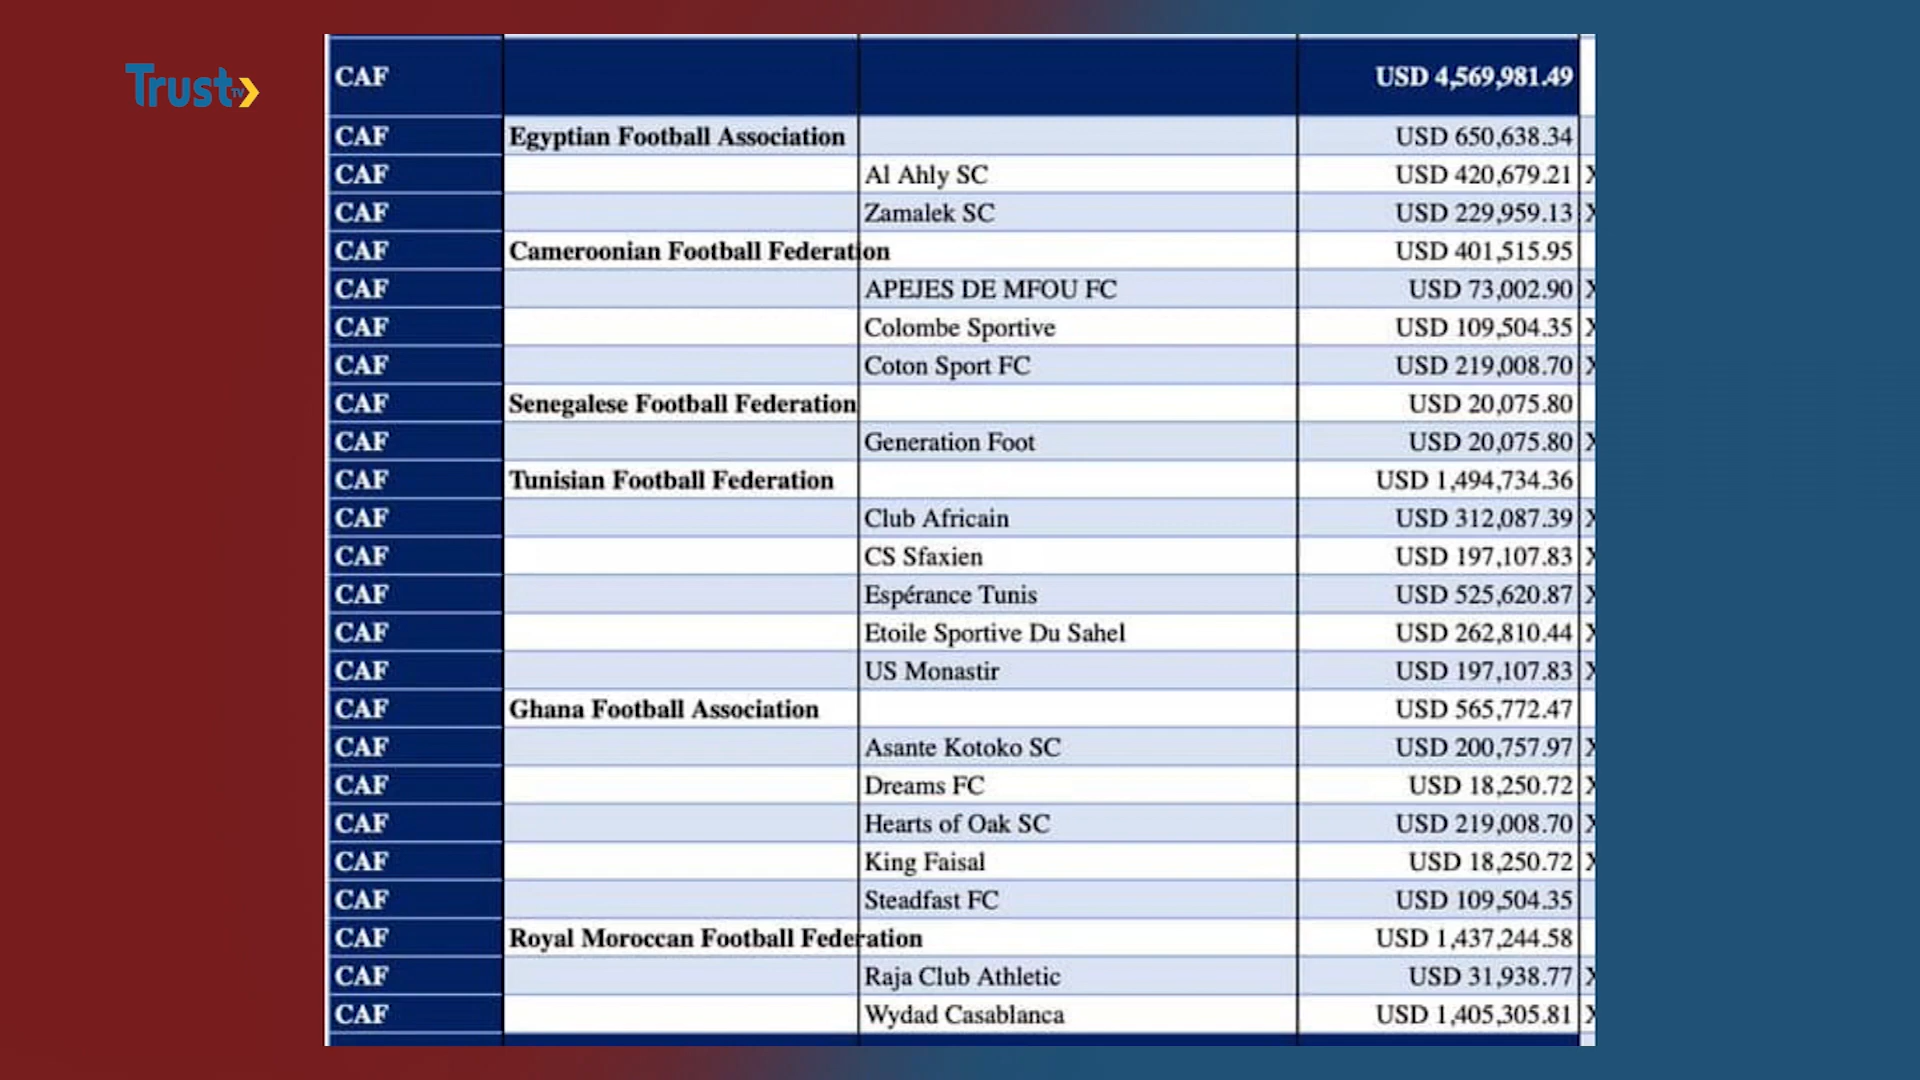 Trust TV
CAF USD 4,569,981.49
CAF Egyptian Football Association USD 650,638.34
CAF Al Ahly SC USD 420,679.21 X
CAF Zamalek SC USD 229,959.13 X
CAF Cameroonian Football Federation USD 401,515.95
CAF APEJES DE MFOU FC USD 73,002.90 X
CAF Colombe Sportive USD 109,504.35 X
CAF Coton Sport FC USD 219,008.70 X
CAF Senegalese Football Federation USD 20,075.80
CAF Generation Foot USD 20,075.80 X
CAF Tunisian Football Federation USD 1,494,734.36
CAF Club Africain USD 312,087.39 X
CAF CS Sfaxien USD 197,107.83 X
CAF Espérance Tunis USD 525,620.87 X
CAF Etoile Sportive Du Sahel USD 262,810.44 X
CAF US Monastir USD 197,107.83 X
CAF Ghana Football Association USD 565,772.47
CAF Asante Kotoko SC USD 200,757.97 X
CAF Dreams FC USD 18,250.72 X
CAF Hearts of Oak SC USD 219,008.70 X
CAF King Faisal USD 18,250.72 X
CAF Steadfast FC USD 109,504.35
CAF Royal Moroccan Football Federation USD 1,437,244.58
CAF Raja Club Athletic USD 31,938.77 X
CAF Wydad Casablanca USD 1,405,305.81 X